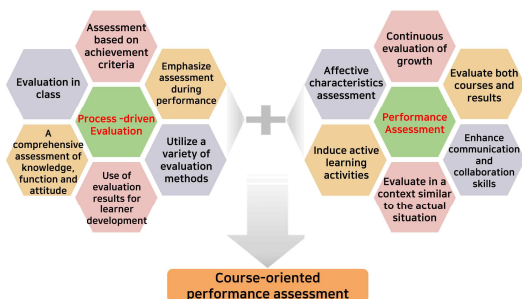 Assessment
based on
achievement
criteria
Evaluation in
class
Emphasize
assessment
during
performance
Process -driven
Evaluation
A
comprehensive
assessment of
knowledge,
function and
attitude
Utilize a
variety of
evaluation
methods
Use of
evaluation
results for
learner
development
Continuous
evaluation of
growth
Affective
characteristics
assessment
Evaluate both
courses and
results
Performance
Assessment
Induce active
learning
activities
Enhance
communication
and
collaboration
skills
Evaluate in a
context similar
to the actual
situation
Course-oriented
performance assessment